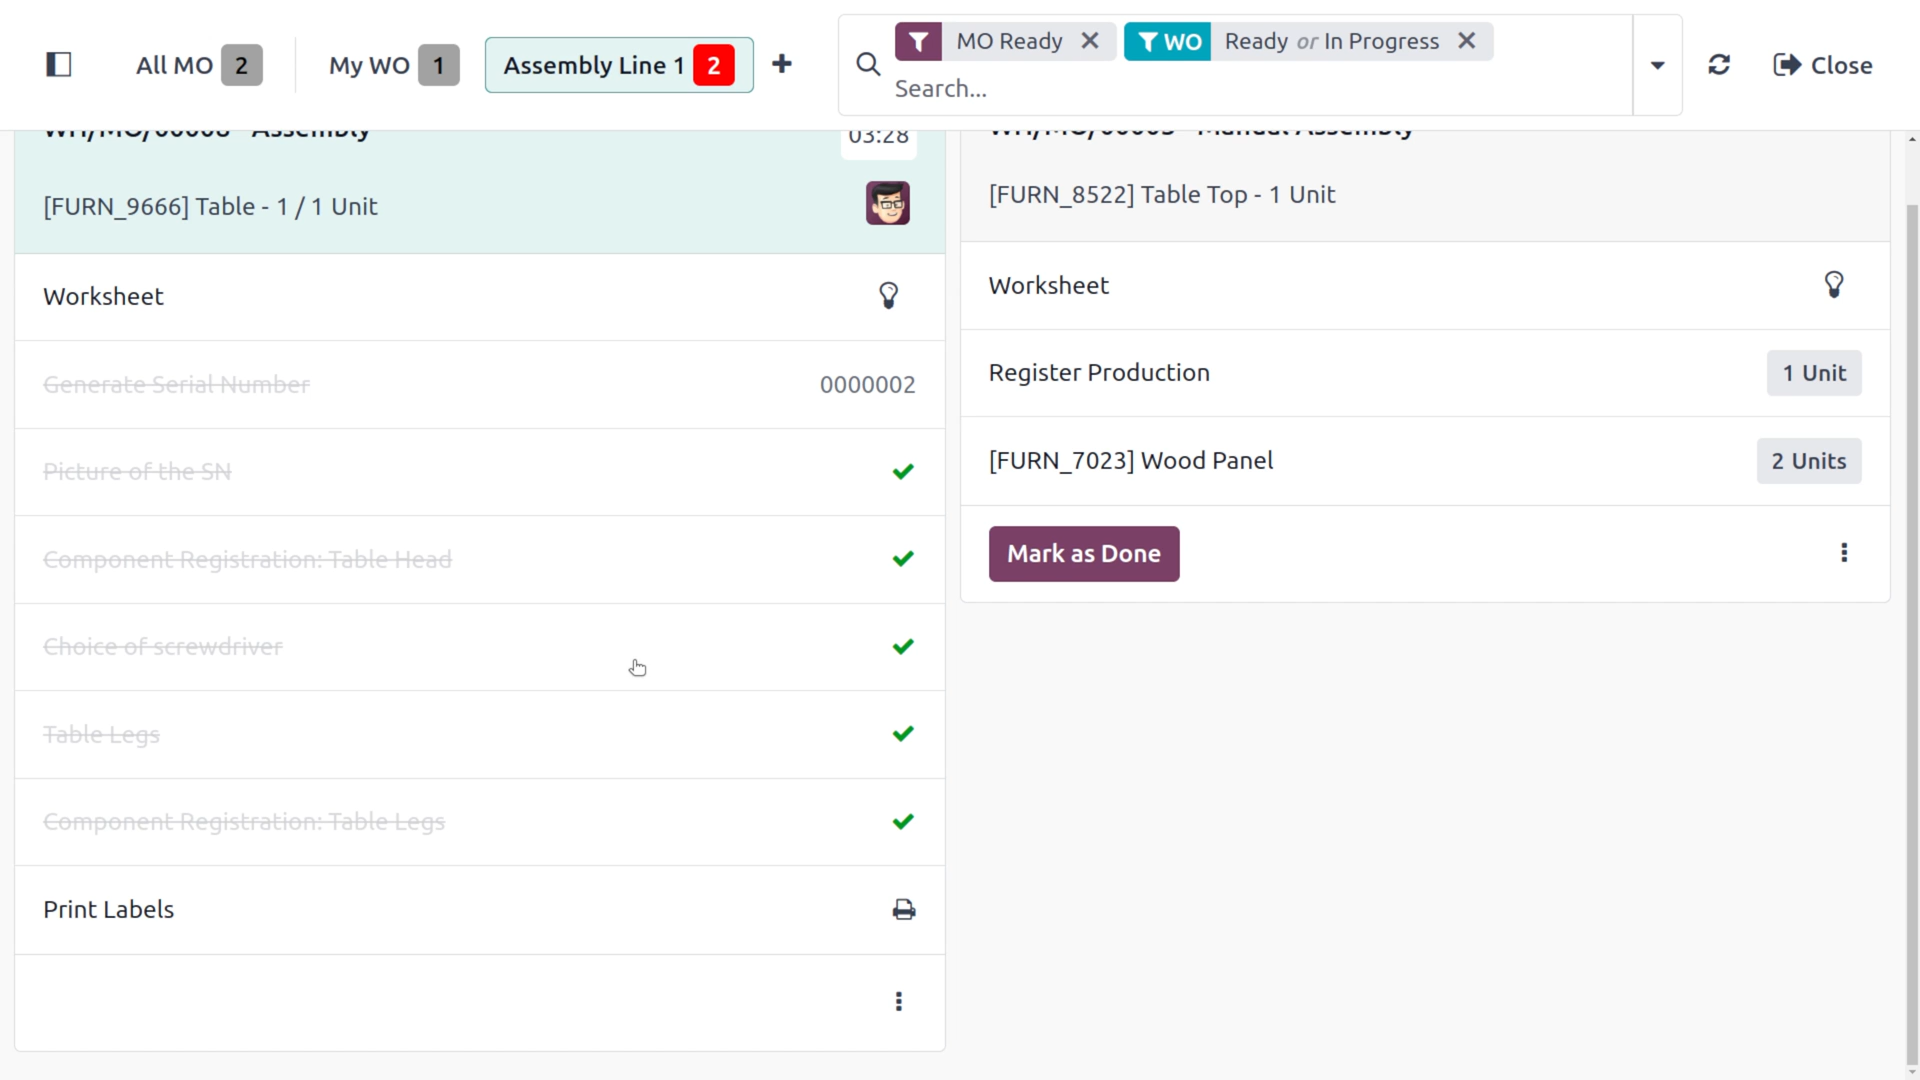 All MO 2
My WO 1
Assembly Line 1 2
MO Ready
WO Ready or In Progress
Search...
Close
03:28
[FURN_9666] Table - 1 / 1 Unit
Worksheet
Generate Serial Number 0000002
Picture of the SN
Component Registration: Table Head
Choice of screwdriver
Table Legs
Component Registration: Table Legs
Print Labels
[FURN_8522] Table Top - 1 Unit
Worksheet
Register Production 1 Unit
[FURN_7023] Wood Panel 2 Units
Mark as Done